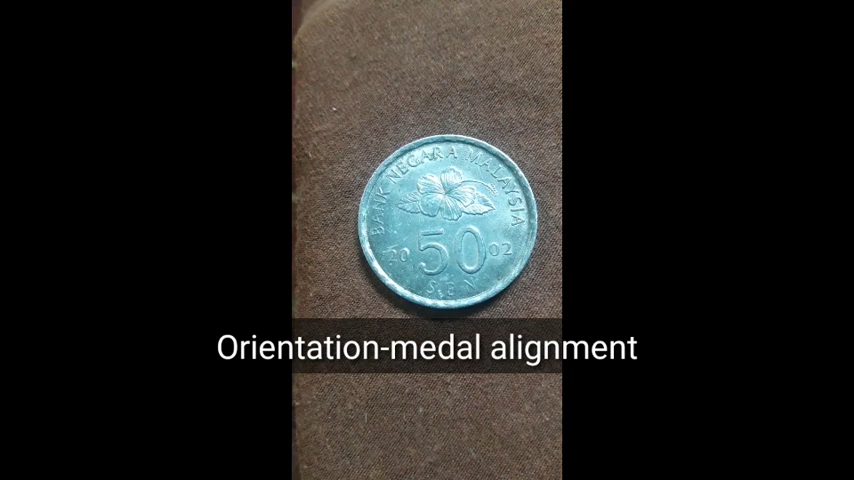 BANK NEGARA MALAYSIA
20 50 02
SEN
Orientation-medal alignment